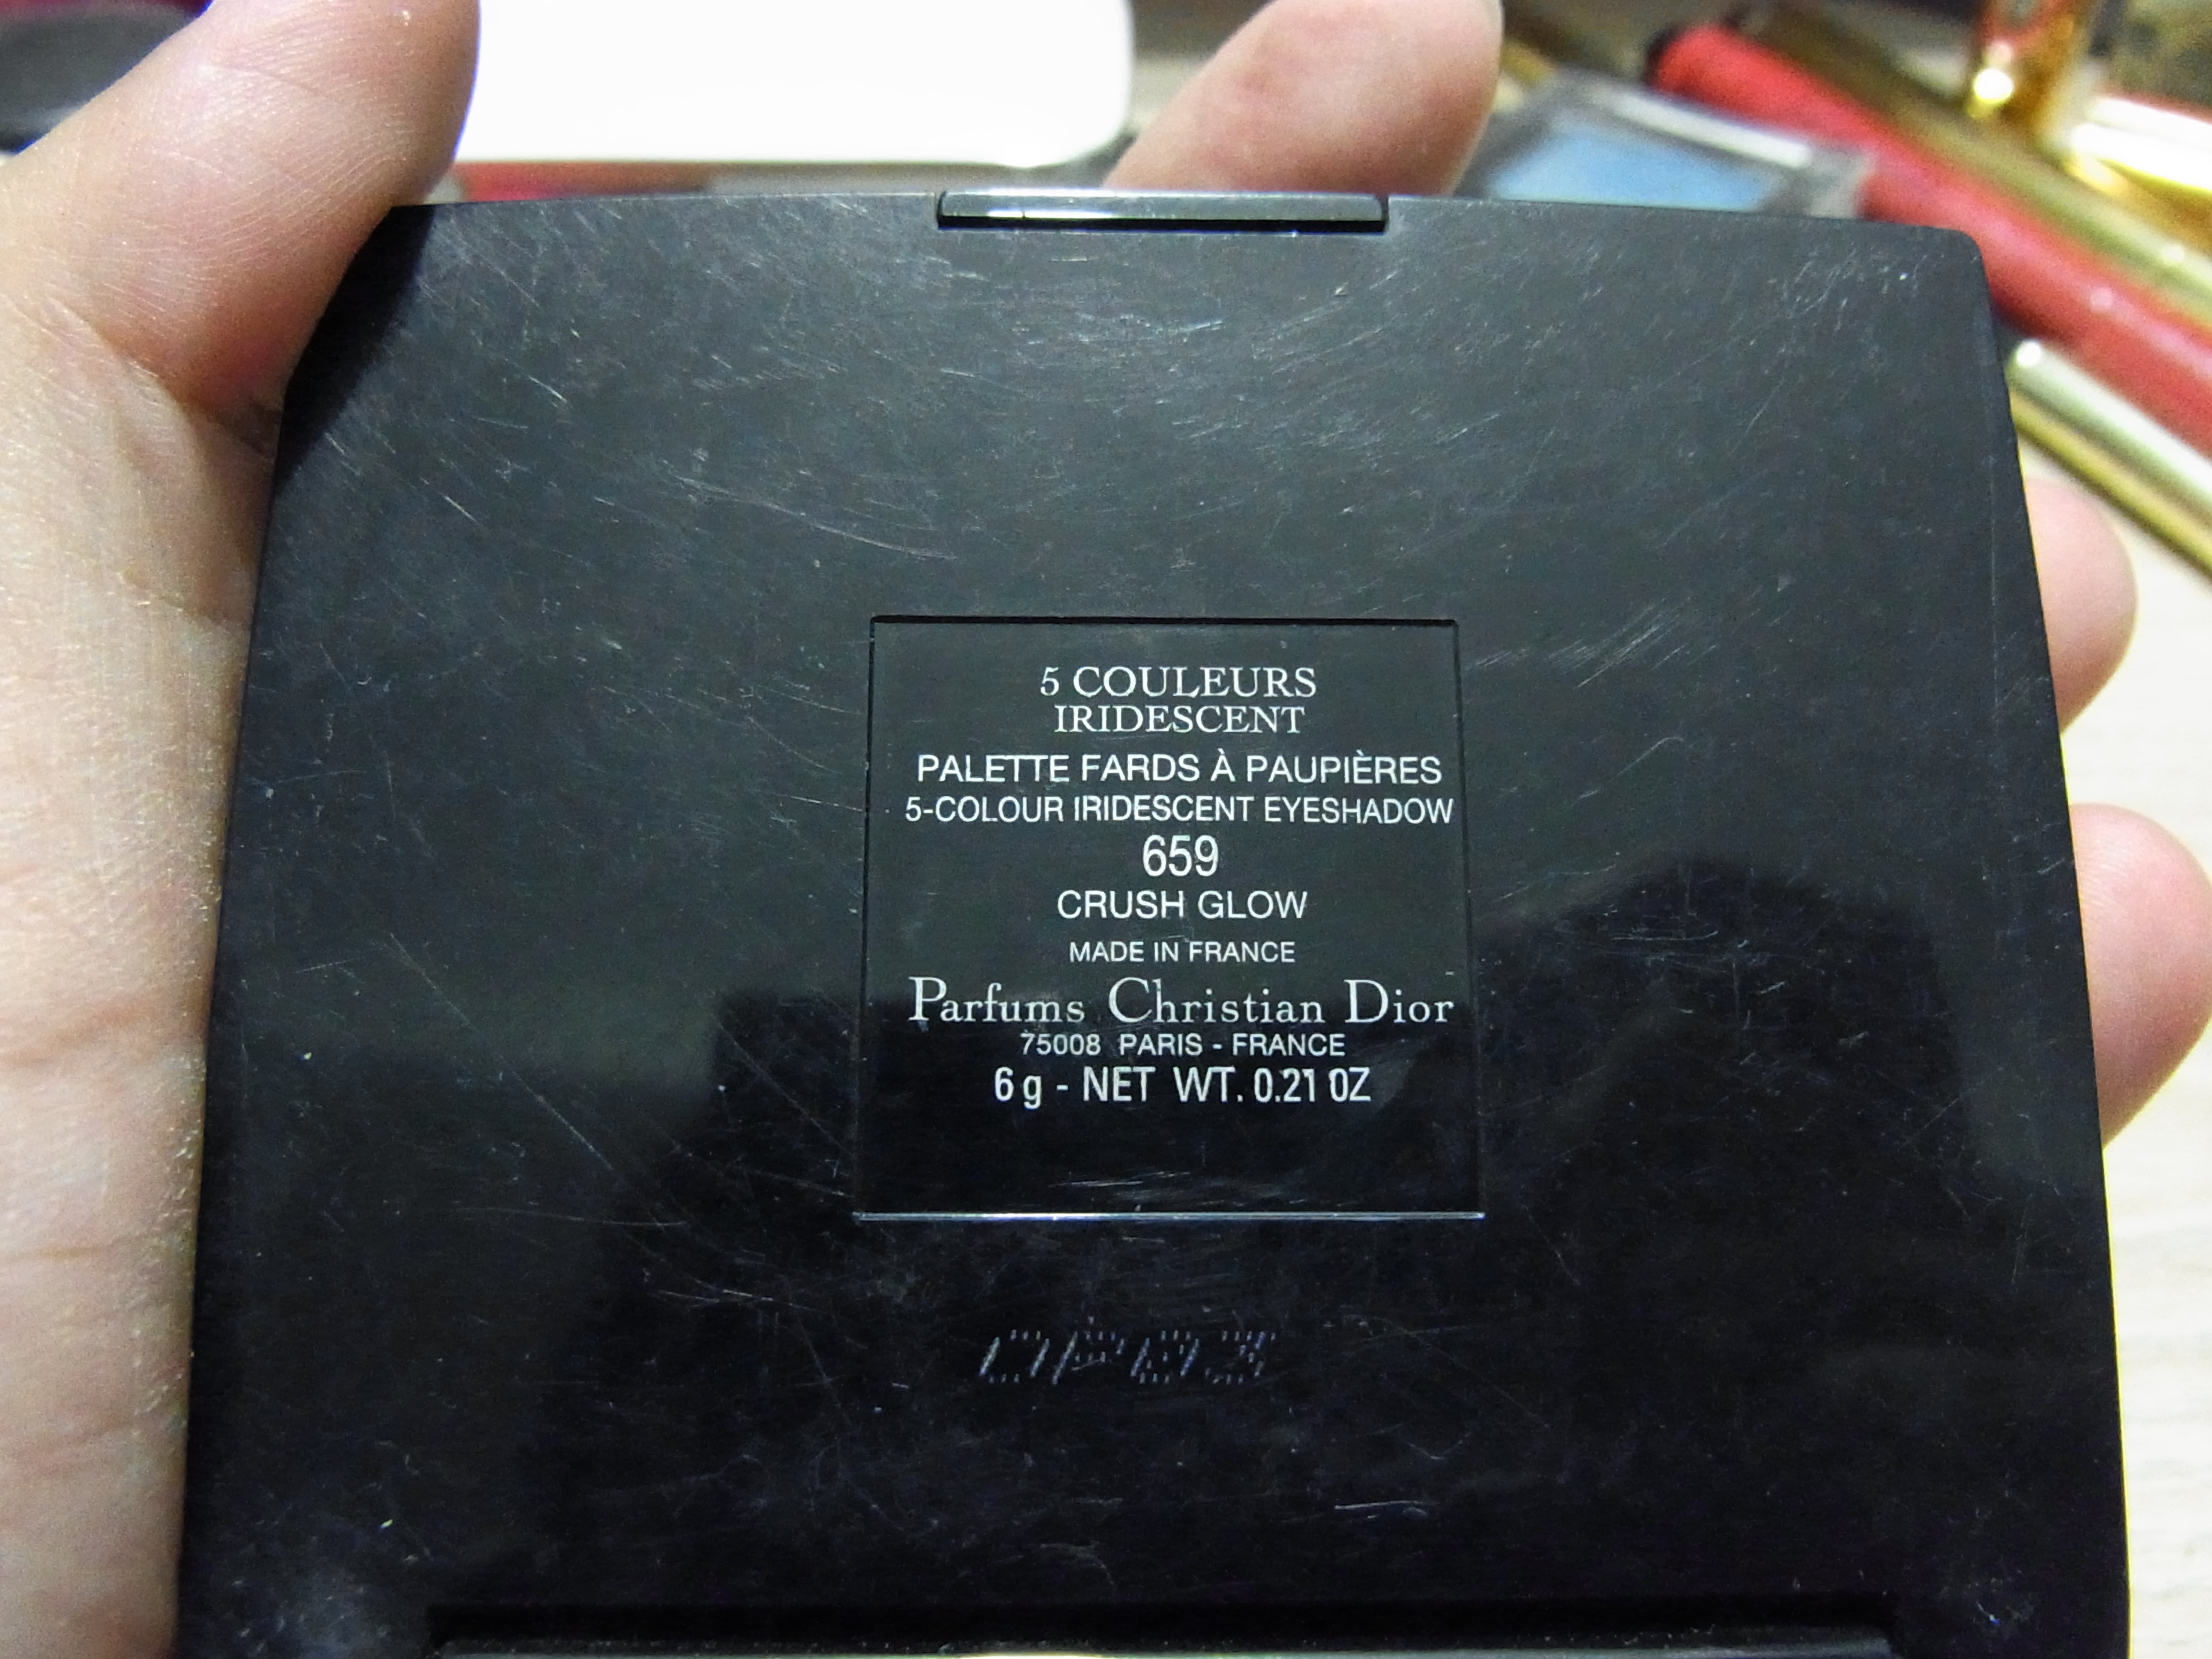 5 COULEURS
IRIDESCENT
PALETTE FARDS À PAUPIÈRES
5-COLOUR IRIDESCENT EYESHADOW
659
CRUSH GLOW
MADE IN FRANCE
Parfums Christian Dior
75008 PARIS - FRANCE
6 g - NET WT. 0.21 OZ